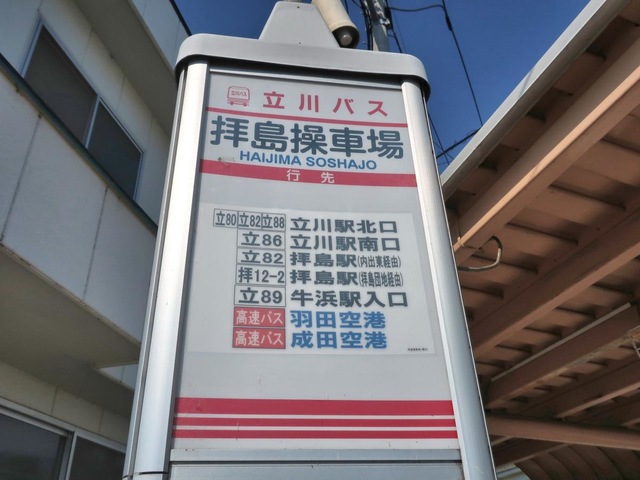 立川バス
拝島操車場
HAIJIMA SOSHAJO
行先
立80 立82 立88 立川駅北口
立86 立川駅南口
立82 拝島駅(内出東経由)
拝12-2 拝島駅(拝島団地経由)
立89 牛浜駅入口
高速バス 羽田空港
高速バス 成田空港